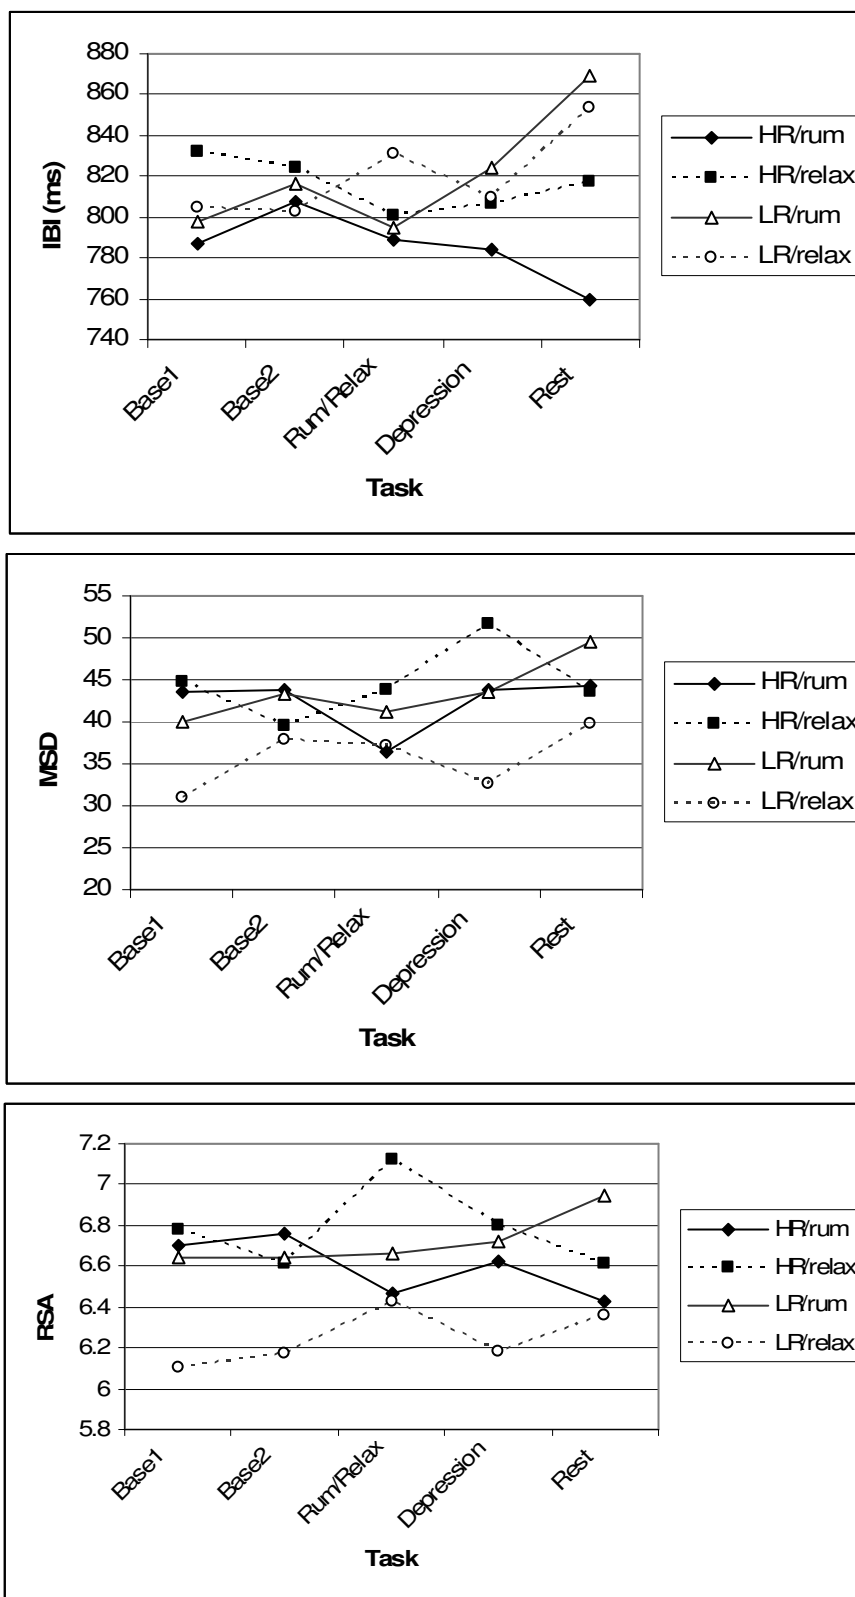 880
860
840
820
800
780
760
740
IBI (ms)
Base1
Base2
Rum/Relax
Depression
Rest
Task
HR/rum
HR/relax
LR/rum
LR/relax
55
50
45
40
35
30
25
20
MSD
Base1
Base2
Rum/Relax
Depression
Rest
Task
HR/rum
HR/relax
LR/rum
LR/relax
7.2
7
6.8
6.6
6.4
6.2
6
5.8
RSA
Base1
Base2
Rum/Relax
Depression
Rest
Task
HR/rum
HR/relax
LR/rum
LR/relax